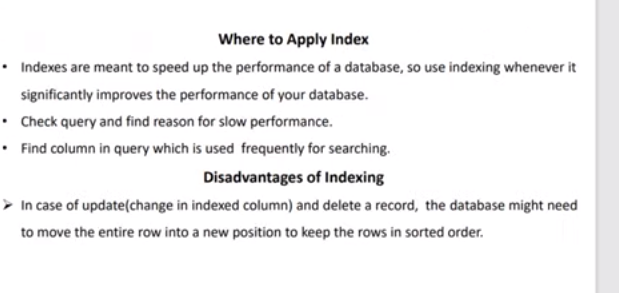 Where to Apply Index
• Indexes are meant to speed up the performance of a database, so use indexing whenever it
significantly improves the performance of your database.
• Check query and find reason for slow performance.
• Find column in query which is used frequently for searching.
Disadvantages of Indexing
➢ In case of update(change in indexed column) and delete a record, the database might need
to move the entire row into a new position to keep the rows in sorted order.